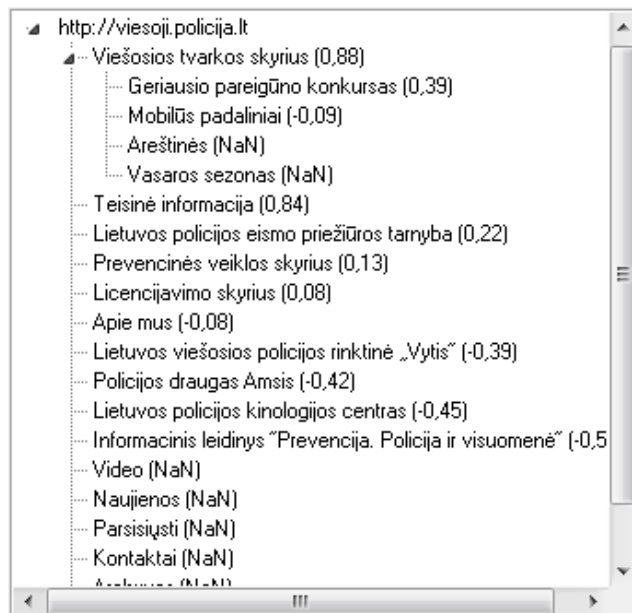 http://viesoji.policija.lt
Viešosios tvarkos skyrius (0,88)
Geriausio pareigūno konkursas (0,39)
Mobilūs padaliniai (-0,09)
Areštinės (NaN)
Vasaros sezonas (NaN)
Teisinė informacija (0,84)
Lietuvos policijos eismo priežiūros tarnyba (0,22)
Prevencinės veiklos skyrius (0,13)
Licencijavimo skyrius (0,08)
Apie mus (-0,08)
Lietuvos viešosios policijos rinktinė „Vytis“ (-0,39)
Policijos draugas Amsis (-0,42)
Lietuvos policijos kinologijos centras (-0,45)
Informacinis leidinys "Prevencija. Policija ir visuomenė" (-0,5
Video (NaN)
Naujienos (NaN)
Parsisiųsti (NaN)
Kontaktai (NaN)